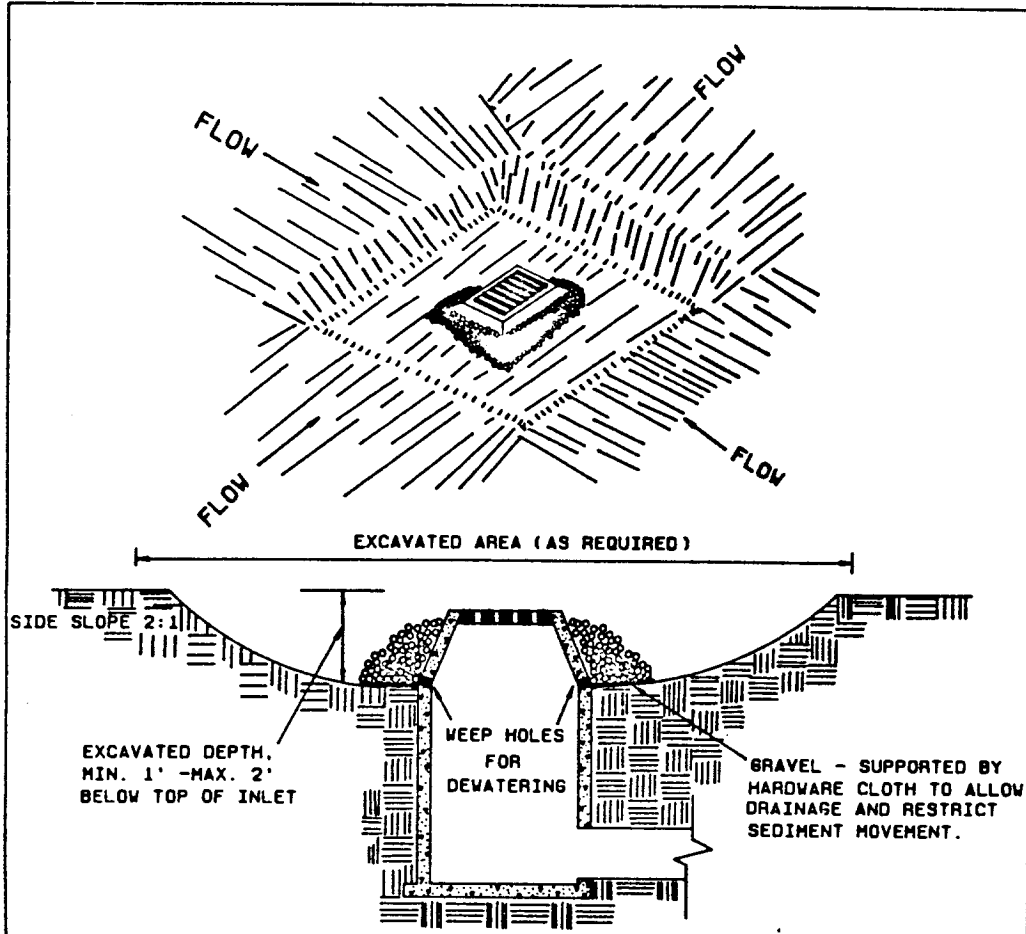 FLOW
FLOW
FLOW
FLOW
EXCAVATED AREA (AS REQUIRED)
SIDE SLOPE 2:1
EXCAVATED DEPTH,
MIN. 1' -MAX. 2'
BELOW TOP OF INLET
WEEP HOLES
FOR
DEWATERING
GRAVEL - SUPPORTED BY
HARDWARE CLOTH TO ALLOW
DRAINAGE AND RESTRICT
SEDIMENT MOVEMENT.